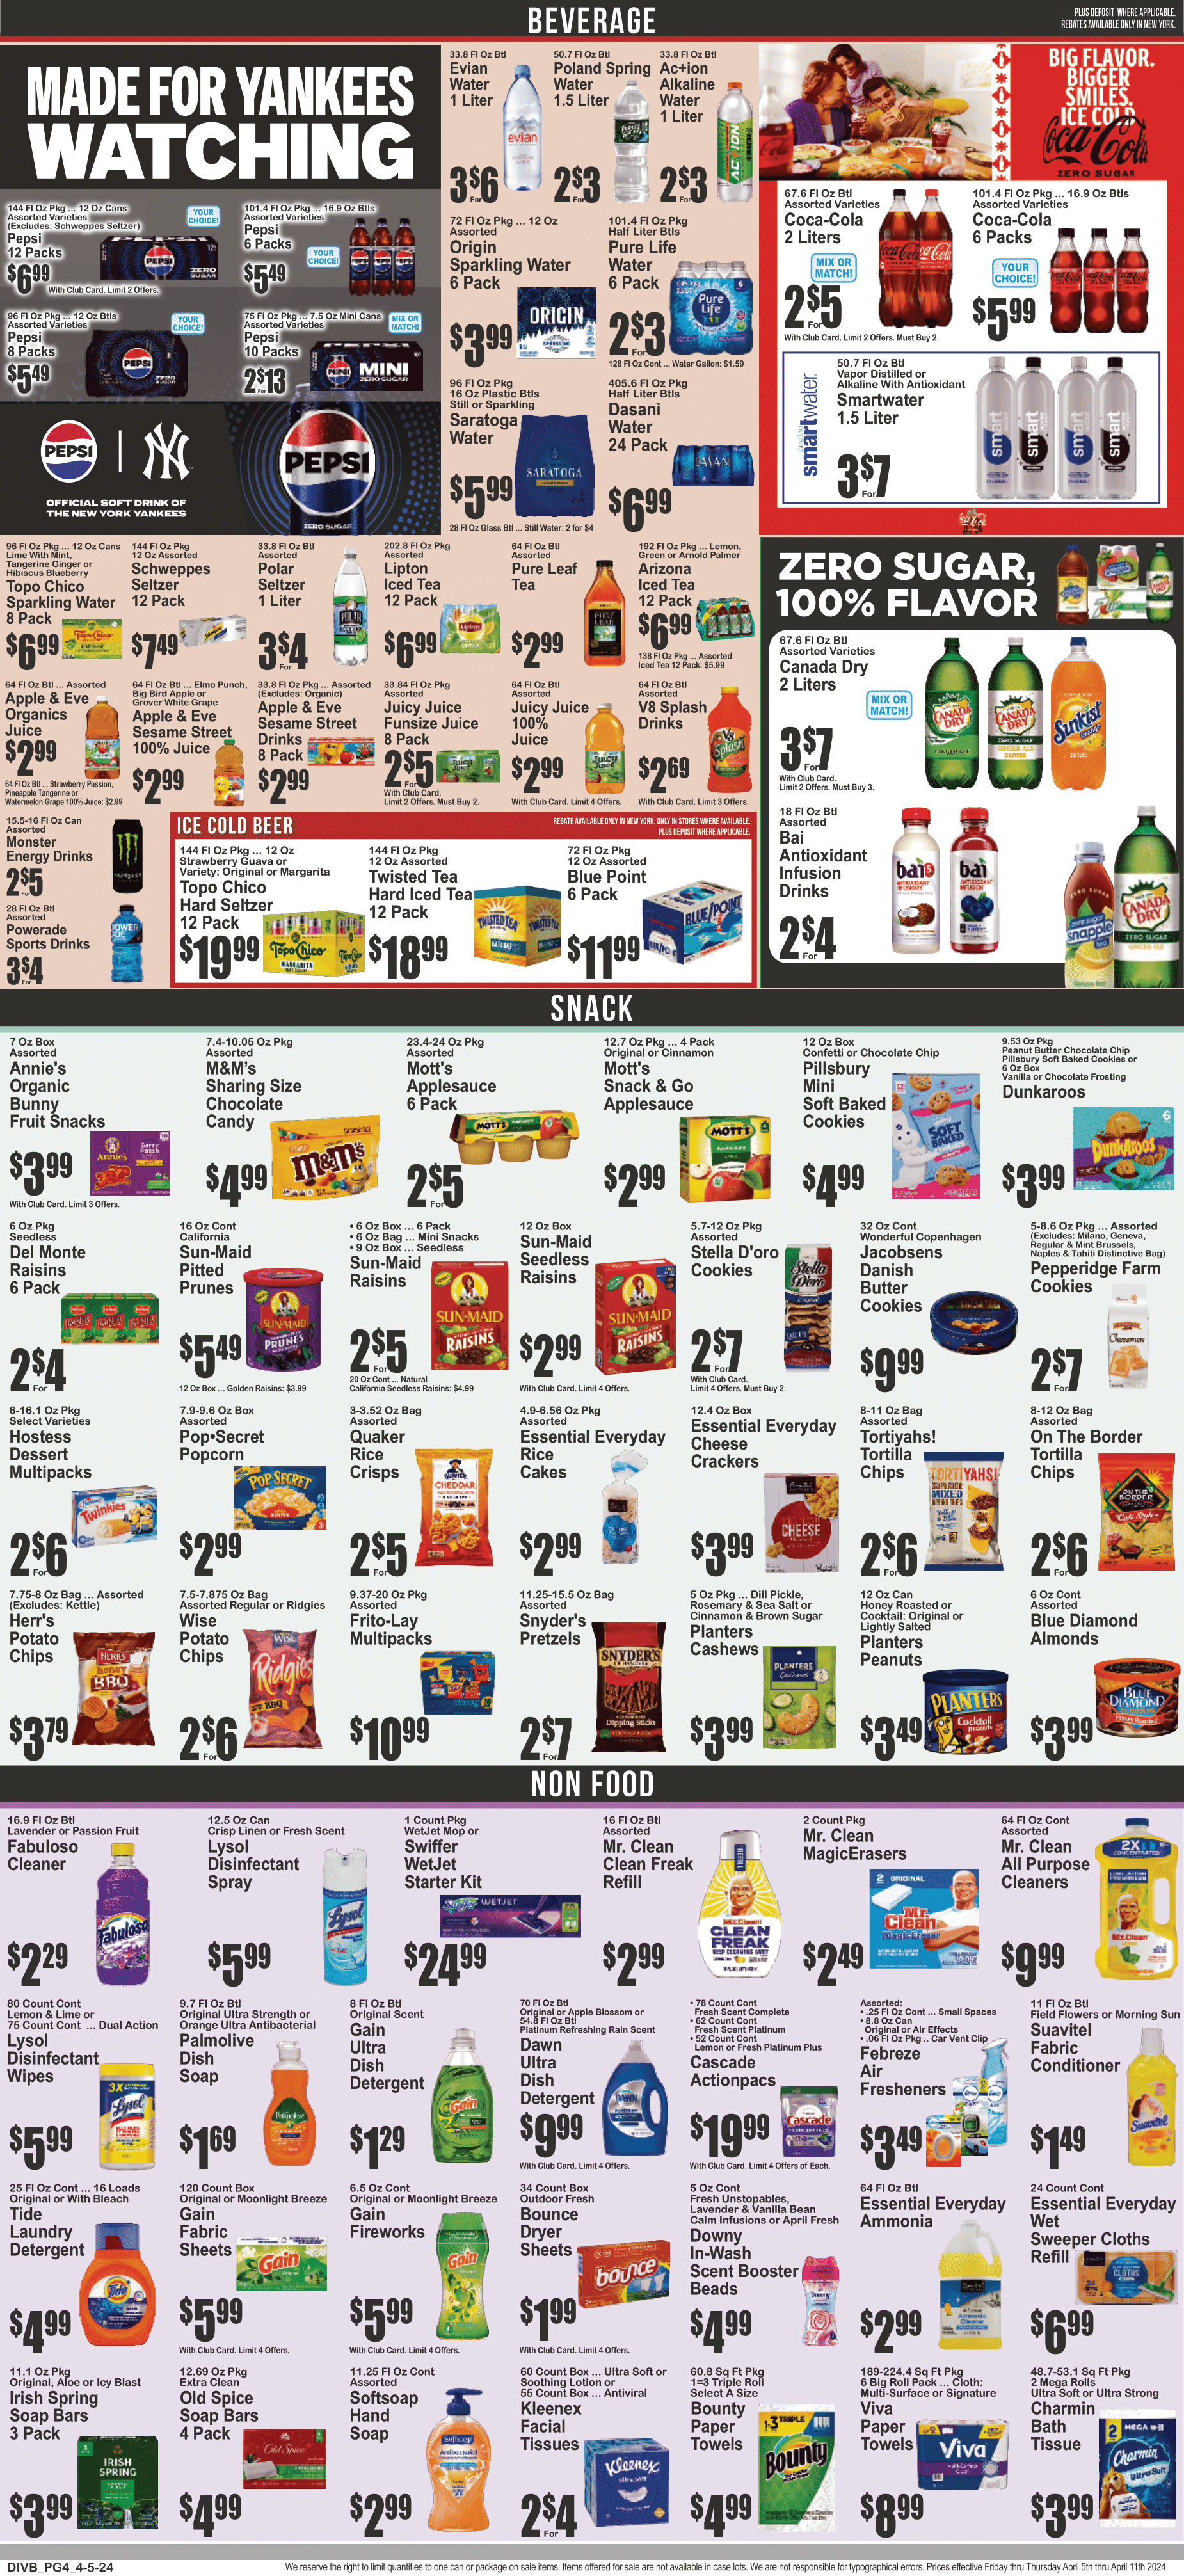 BEVERAGE
PLUS DEPOSIT WHERE APPLICABLE.
REBATES AVAILABLE ONLY IN NEW YORK.
MADE FOR YANKEES
WATCHING
144 Fl Oz Pkg ... 12 Oz Cans
Assorted Varieties
(Excludes: Schweppes Seltzer)
Pepsi
12 Packs
$6.99
YOUR CHOICE!
With Club Card. Limit 2 Offers.
101.4 Fl Oz Pkg ... 16.9 Oz Btls
Assorted Varieties
Pepsi
6 Packs
$5.49
YOUR CHOICE!
96 Fl Oz Pkg ... 12 Oz Btls
Assorted Varieties
Pepsi
8 Packs
$5.49
YOUR CHOICE!
75 Fl Oz Pkg ... 7.5 Oz Mini Cans
Assorted Varieties
Pepsi
10 Packs
2 For $13
MIX OR MATCH!
PEPSI
OFFICIAL SOFT DRINK OF
THE NEW YORK YANKEES
PEPSI
ZERO SUGAR
33.8 Fl Oz Btl
Evian
Water
1 Liter
3 For $6
50.7 Fl Oz Btl
Poland Spring
Water
1.5 Liter
2 For $3
33.8 Fl Oz Btl
Ac+ion
Alkaline
Water
1 Liter
2 For $3
72 Fl Oz Pkg ... 12 Oz
Assorted
Origin
Sparkling Water
6 Pack
$3.99
101.4 Fl Oz Pkg
Half Liter Btls
Pure Life
Water
6 Pack
2 For $3
128 Fl Oz Cont ... Water Gallon: $1.59
96 Fl Oz Pkg
16 Oz Plastic Btls
Still or Sparkling
Saratoga
Water
$5.99
28 Fl Oz Glass Btl ... Still Water: 2 for $4
405.6 Fl Oz Pkg
Half Liter Btls
Dasani
Water
24 Pack
$6.99
BIG FLAVOR.
BIGGER
SMILES.
ICE COLD.
Coca-Cola
ZERO SUGAR
67.6 Fl Oz Btl
Assorted Varieties
Coca-Cola
2 Liters
MIX OR MATCH!
2 For $5
With Club Card. Limit 2 Offers. Must Buy 2.
101.4 Fl Oz Pkg ... 16.9 Oz Btls
Assorted Varieties
Coca-Cola
6 Packs
YOUR CHOICE!
$5.99
smartwater
50.7 Fl Oz Btl
Vapor Distilled or
Alkaline With Antioxidant
Smartwater
1.5 Liter
3 For $7
96 Fl Oz Pkg ... 12 Oz Cans
Lime With Mint,
Tangerine Ginger or
Hibiscus Blueberry
Topo Chico
Sparkling Water
8 Pack
$6.99
144 Fl Oz Pkg
12 Oz Assorted
Schweppes
Seltzer
12 Pack
$7.49
33.8 Fl Oz Btl
Assorted
Polar
Seltzer
1 Liter
3 For $4
202.8 Fl Oz Pkg
Assorted
Lipton
Iced Tea
12 Pack
$6.99
64 Fl Oz Btl
Assorted
Pure Leaf
Tea
$2.99
192 Fl Oz Pkg ... Lemon,
Green or Arnold Palmer
Arizona
Iced Tea
12 Pack
$6.99
138 Fl Oz Pkg ... Assorted
Iced Tea 12 Pack: $5.99
64 Fl Oz Btl ... Assorted
Apple & Eve
Organics
Juice
$2.99
64 Fl Oz Btl ... Strawberry Passion,
Pineapple Tangerine or
Watermelon Grape 100% Juice: $2.99
64 Fl Oz Btl ... Elmo Punch,
Big Bird Apple or
Grover White Grape
Apple & Eve
Sesame Street
100% Juice
$2.99
33.8 Fl Oz Pkg ... Assorted
(Excludes: Organic)
Apple & Eve
Sesame Street
Drinks
8 Pack
$2.99
33.84 Fl Oz Pkg
Assorted
Juicy Juice
Funsize Juice
8 Pack
2 For $5
With Club Card.
Limit 2 Offers. Must Buy 2.
64 Fl Oz Btl
Assorted
Juicy Juice
100%
Juice
$2.99
With Club Card. Limit 4 Offers.
64 Fl Oz Btl
Assorted
V8 Splash
Drinks
$2.69
With Club Card. Limit 3 Offers.
15.5-16 Fl Oz Can
Assorted
Monster
Energy Drinks
2 For $5
28 Fl Oz Btl
Assorted
Powerade
Sports Drinks
3 For $4
ICE COLD BEER
REBATE AVAILABLE ONLY IN NEW YORK. ONLY IN STORES WHERE AVAILABLE.
PLUS DEPOSIT WHERE APPLICABLE.
144 Fl Oz Pkg ... 12 Oz
Strawberry Guava or
Variety: Original or Margarita
Topo Chico
Hard Seltzer
12 Pack
$19.99
144 Fl Oz Pkg
12 Oz Assorted
Twisted Tea
Hard Iced Tea
12 Pack
$18.99
72 Fl Oz Pkg
12 Oz Assorted
Blue Point
6 Pack
$11.99
ZERO SUGAR,
100% FLAVOR
67.6 Fl Oz Btl
Assorted Varieties
Canada Dry
2 Liters
MIX OR MATCH!
3 For $7
With Club Card.
Limit 2 Offers. Must Buy 3.
18 Fl Oz Btl
Assorted
Bai
Antioxidant
Infusion
Drinks
2 For $4
SNACK
7 Oz Box
Assorted
Annie's
Organic
Bunny
Fruit Snacks
$3.99
With Club Card. Limit 3 Offers.
7.4-10.05 Oz Pkg
Assorted
M&M's
Sharing Size
Chocolate
Candy
$4.99
23.4-24 Oz Pkg
Assorted
Mott's
Applesauce
6 Pack
2 For $5
12.7 Oz Pkg ... 4 Pack
Original or Cinnamon
Mott's
Snack & Go
Applesauce
$2.99
12 Oz Box
Confetti or Chocolate Chip
Pillsbury
Mini
Soft Baked
Cookies
$4.99
9.53 Oz Pkg
Peanut Butter Chocolate Chip
Pillsbury Soft Baked Cookies or
6 Oz Box
Vanilla or Chocolate Frosting
Dunkaroos
$3.99
6 Oz Pkg
Seedless
Del Monte
Raisins
6 Pack
2 For $4
16 Oz Cont
California
Sun-Maid
Pitted
Prunes
$5.49
12 Oz Box ... Golden Raisins: $3.99
• 6 Oz Box ... 6 Pack
• 6 Oz Bag ... Mini Snacks
• 9 Oz Box ... Seedless
Sun-Maid
Raisins
2 For $5
20 Oz Cont ... Natural
California Seedless Raisins: $4.99
12 Oz Box
Sun-Maid
Seedless
Raisins
$2.99
With Club Card. Limit 4 Offers.
5.7-12 Oz Pkg
Assorted
Stella D'oro
Cookies
2 For $7
With Club Card.
Limit 4 Offers. Must Buy 2.
32 Oz Cont
Wonderful Copenhagen
Jacobsens
Danish
Butter
Cookies
$9.99
5-8.6 Oz Pkg ... Assorted
(Excludes: Milano, Geneva,
Regular & Mint Brussels,
Naples & Tahiti Distinctive Bag)
Pepperidge Farm
Cookies
2 For $7
6-16.1 Oz Pkg
Select Varieties
Hostess
Dessert
Multipacks
2 For $6
7.9-9.6 Oz Box
Assorted
Pop•Secret
Popcorn
$2.99
3-3.52 Oz Bag
Assorted
Quaker
Rice
Crisps
2 For $5
4.9-6.56 Oz Pkg
Assorted
Essential Everyday
Rice
Cakes
$2.99
12.4 Oz Box
Essential Everyday
Cheese
Crackers
$3.99
8-11 Oz Bag
Assorted
Tortiyahs!
Tortilla
Chips
2 For $6
8-12 Oz Bag
Assorted
On The Border
Tortilla
Chips
2 For $6
7.75-8 Oz Bag ... Assorted
(Excludes: Kettle)
Herr's
Potato
Chips
$3.79
7.5-7.875 Oz Bag
Assorted Regular or Ridgies
Wise
Potato
Chips
2 For $6
9.37-20 Oz Pkg
Assorted
Frito-Lay
Multipacks
$10.99
11.25-15.5 Oz Bag
Assorted
Snyder's
Pretzels
2 For $7
5 Oz Pkg ... Dill Pickle,
Rosemary & Sea Salt or
Cinnamon & Brown Sugar
Planters
Cashews
$3.99
12 Oz Can
Honey Roasted or
Cocktail: Original or
Lightly Salted
Planters
Peanuts
$3.49
6 Oz Cont
Assorted
Blue Diamond
Almonds
$3.99
NON FOOD
16.9 Fl Oz Btl
Lavender or Passion Fruit
Fabuloso
Cleaner
$2.29
12.5 Oz Can
Crisp Linen or Fresh Scent
Lysol
Disinfectant
Spray
$5.99
1 Count Pkg
WetJet Mop or
Swiffer
WetJet
Starter Kit
$24.99
16 Fl Oz Btl
Assorted
Mr. Clean
Clean Freak
Refill
$2.99
2 Count Pkg
Mr. Clean
MagicErasers
$2.49
64 Fl Oz Cont
Assorted
Mr. Clean
All Purpose
Cleaners
$9.99
80 Count Cont
Lemon & Lime or
75 Count Cont ... Dual Action
Lysol
Disinfectant
Wipes
$5.99
9.7 Fl Oz Btl
Original Ultra Strength or
Orange Ultra Antibacterial
Palmolive
Dish
Soap
$1.69
8 Fl Oz Btl
Original Scent
Gain
Ultra
Dish
Detergent
$1.29
70 Fl Oz Btl
Original or Apple Blossom or
54.8 Fl Oz Btl
Platinum Refreshing Rain Scent
Dawn
Ultra
Dish
Detergent
$9.99
With Club Card. Limit 4 Offers.
• 78 Count Cont
Fresh Scent Complete
• 62 Count Cont
Fresh Scent Platinum
• 52 Count Cont
Lemon or Fresh Platinum Plus
Cascade
Actionpacs
$19.99
With Club Card. Limit 4 Offers of Each.
Assorted:
• .25 Fl Oz Cont ... Small Spaces
• 8.8 Oz Can
Original or Air Effects
• .06 Fl Oz Pkg .. Car Vent Clip
Febreze
Air
Fresheners
$3.49
11 Fl Oz Btl
Field Flowers or Morning Sun
Suavitel
Fabric
Conditioner
$1.49
25 Fl Oz Cont ... 16 Loads
Original or With Bleach
Tide
Laundry
Detergent
$4.99
120 Count Box
Original or Moonlight Breeze
Gain
Fabric
Sheets
$5.99
With Club Card. Limit 4 Offers.
6.5 Oz Cont
Original or Moonlight Breeze
Gain
Fireworks
$5.99
With Club Card. Limit 4 Offers.
34 Count Box
Outdoor Fresh
Bounce
Dryer
Sheets
$1.99
With Club Card. Limit 4 Offers.
5 Oz Cont
Fresh Unstopables,
Lavender & Vanilla Bean
Calm Infusions or April Fresh
Downy
In-Wash
Scent Booster
Beads
$4.99
64 Fl Oz Btl
Essential Everyday
Ammonia
$2.99
24 Count Cont
Essential Everyday
Wet
Sweeper Cloths
Refill
$6.99
11.1 Oz Pkg
Original, Aloe or Icy Blast
Irish Spring
Soap Bars
3 Pack
$3.99
12.69 Oz Pkg
Extra Clean
Old Spice
Soap Bars
4 Pack
$4.99
11.25 Fl Oz Cont
Assorted
Softsoap
Hand
Soap
$2.99
60 Count Box ... Ultra Soft or
Soothing Lotion or
55 Count Box ... Antiviral
Kleenex
Facial
Tissues
2 For $4
60.8 Sq Ft Pkg
1=3 Triple Roll
Select A Size
Bounty
Paper
Towels
$4.99
189-224.4 Sq Ft Pkg
6 Big Roll Pack ... Cloth:
Multi-Surface or Signature
Viva
Paper
Towels
$8.99
48.7-53.1 Sq Ft Pkg
2 Mega Rolls
Ultra Soft or Ultra Strong
Charmin
Bath
Tissue
$3.99
DIVB_PG4_4-5-24
We reserve the right to limit quantities to one can or package on sale items. Items offered for sale are not available in case lots. We are not responsible for typographical errors. Prices effective Friday thru Thursday April 5th thru April 11th 2024.